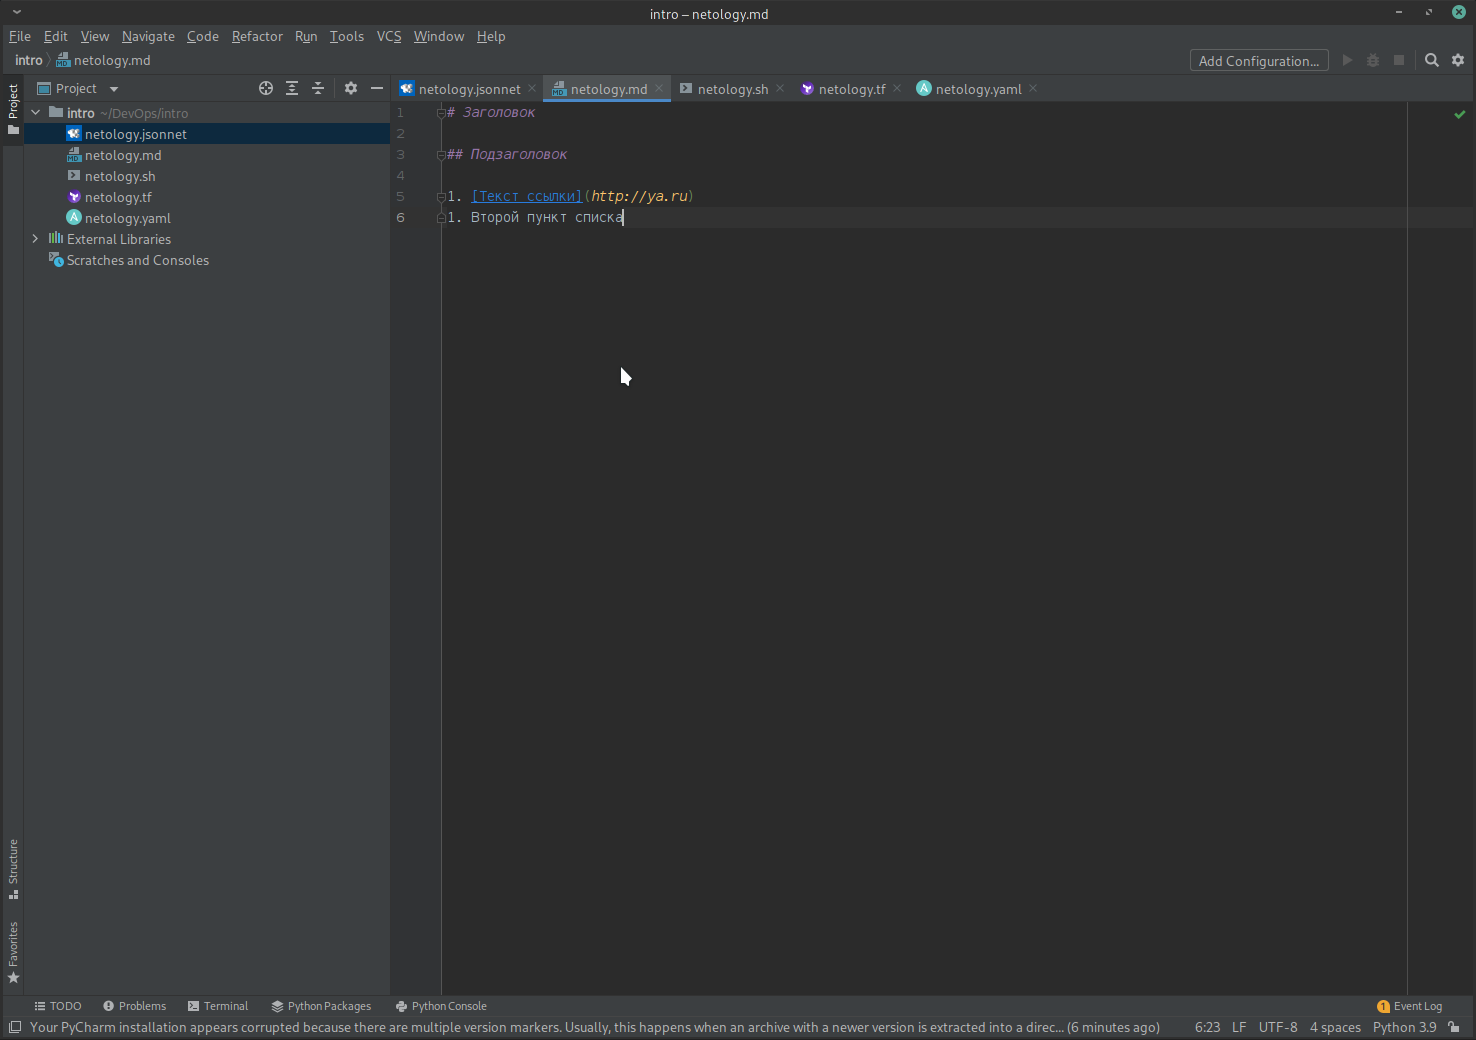 intro – netology.md
File Edit View Navigate Code Refactor Run Tools VCS Window Help
intro netology.md
Add Configuration...
Project
Project
netology.jsonnet
netology.md
netology.sh
netology.tf
netology.yaml
intro ~/DevOps/intro
netology.jsonnet
netology.md
netology.sh
netology.tf
netology.yaml
External Libraries
Scratches and Consoles
1 # Заголовок
2
3 ## Подзаголовок
4
5 1. [Текст ссылки](http://ya.ru)
6 1. Второй пункт списка
Structure
Favorites
TODO Problems Terminal Python Packages Python Console
1 Event Log
Your PyCharm installation appears corrupted because there are multiple version markers. Usually, this happens when an archive with a newer version is extracted into a direc... (6 minutes ago)
6:23 LF UTF-8 4 spaces Python 3.9